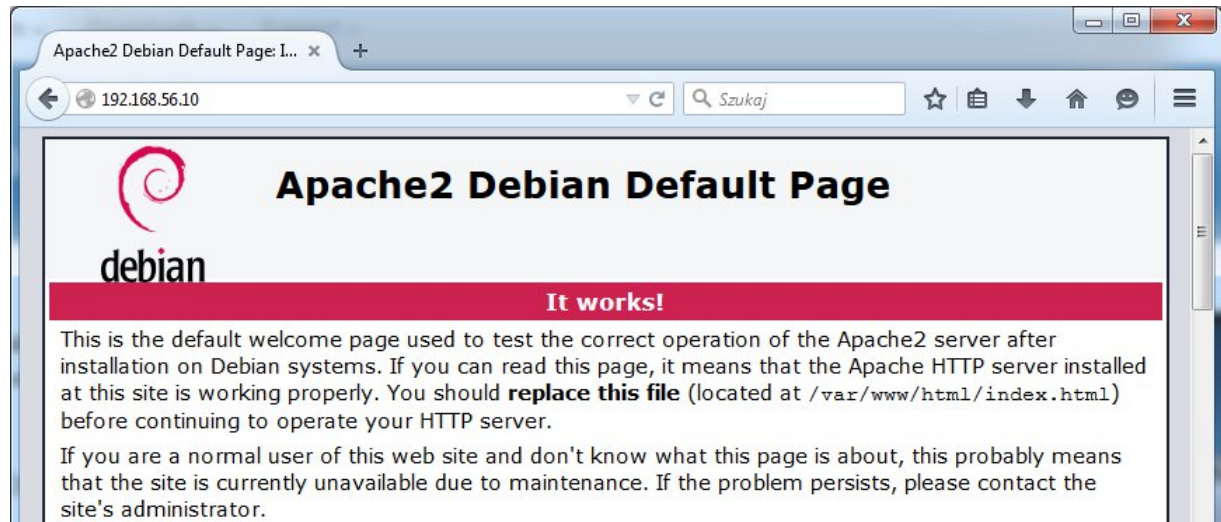 Apache2 Debian Default Page: I...
192.168.56.10
Szukaj
Apache2 Debian Default Page
debian
It works!
This is the default welcome page used to test the correct operation of the Apache2 server after
installation on Debian systems. If you can read this page, it means that the Apache HTTP server installed
at this site is working properly. You should replace this file (located at /var/www/html/index.html)
before continuing to operate your HTTP server.
If you are a normal user of this web site and don't know what this page is about, this probably means
that the site is currently unavailable due to maintenance. If the problem persists, please contact the
site's administrator.